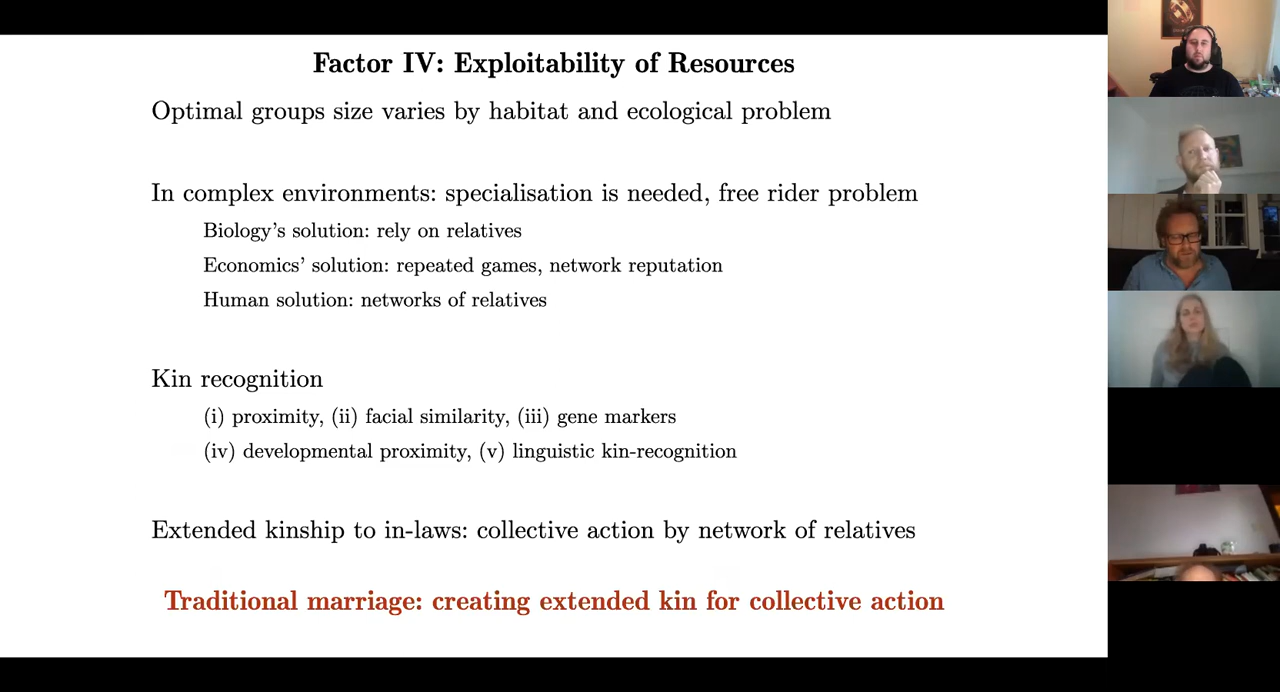 Factor IV: Exploitability of Resources
Optimal groups size varies by habitat and ecological problem
In complex environments: specialisation is needed, free rider problem
Biology's solution: rely on relatives
Economics' solution: repeated games, network reputation
Human solution: networks of relatives
Kin recognition
(i) proximity, (ii) facial similarity, (iii) gene markers
(iv) developmental proximity, (v) linguistic kin-recognition
Extended kinship to in-laws: collective action by network of relatives
Traditional marriage: creating extended kin for collective action